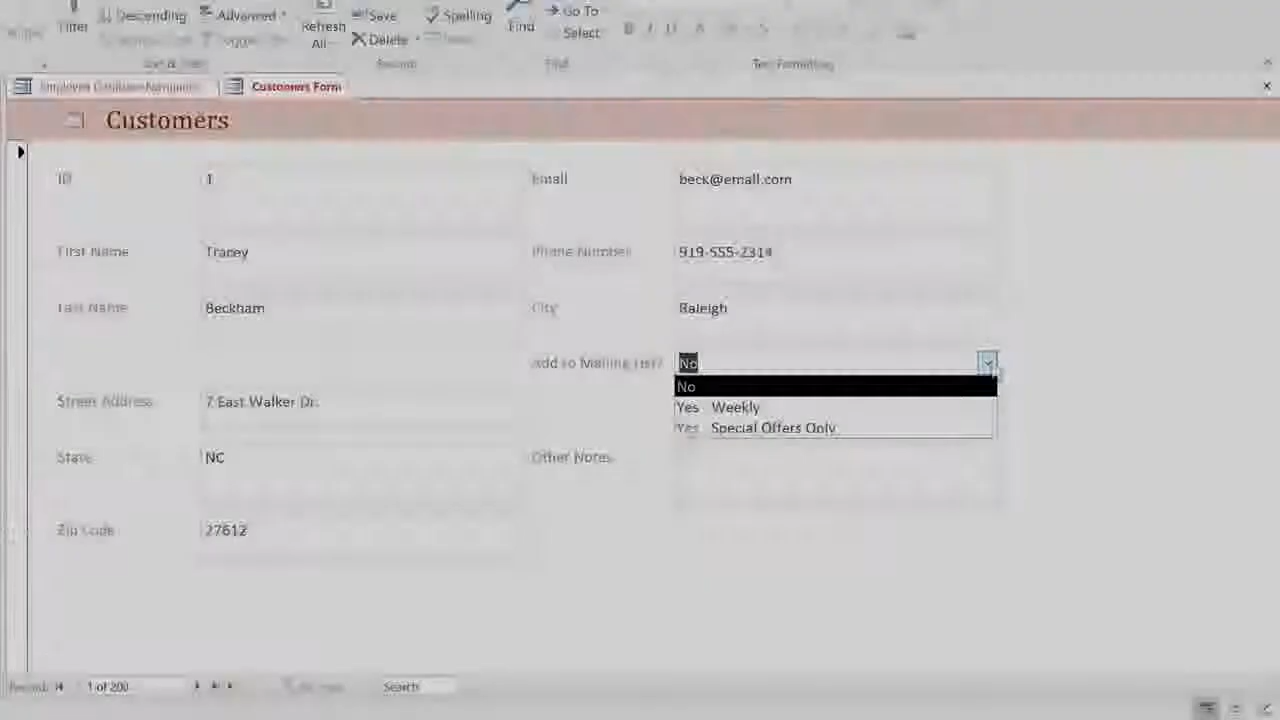 Filter
Descending
Advanced
Refresh
All
Save
Delete
Spelling
Find
Go To
Select
Text Formatting
Customers Form
Customers
ID 1 Email beck@email.com
First Name Tracey Phone Number 919-555-2314
Last Name Beckham City Raleigh
Add to Mailing List? No
No
Yes Weekly
Yes Special Offers Only
Street Address 7 East Walker Dr.
State NC Other Notes
Zip Code 27612
Record: 1 of 200 Search